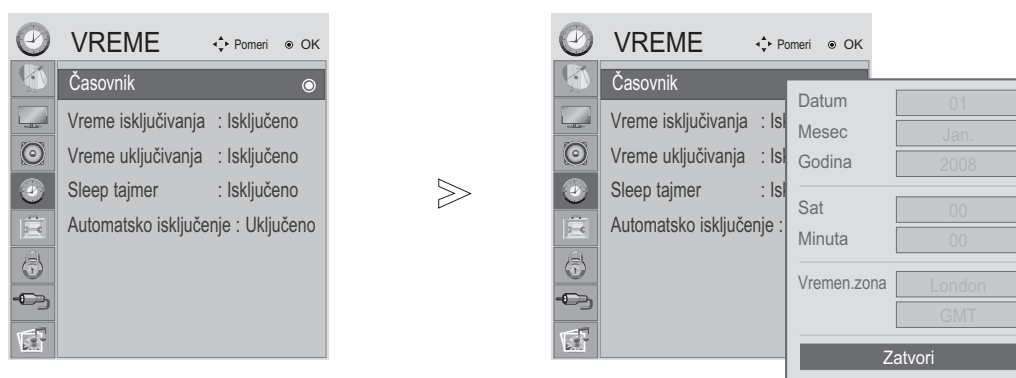 VREME Pomeri OK
Časovnik
Vreme isključivanja : Isključeno
Vreme uključivanja : Isključeno
Sleep tajmer : Isključeno
Automatsko isključenje : Uključeno
>
VREME Pomeri OK
Časovnik
Vreme isključivanja : Isl
Vreme uključivanja : Isl
Sleep tajmer : Isl
Automatsko isključenje :
Datum 01
Mesec Jan.
Godina 2008
Sat 00
Minuta 00
Vremen.zona London
GMT
Zatvori